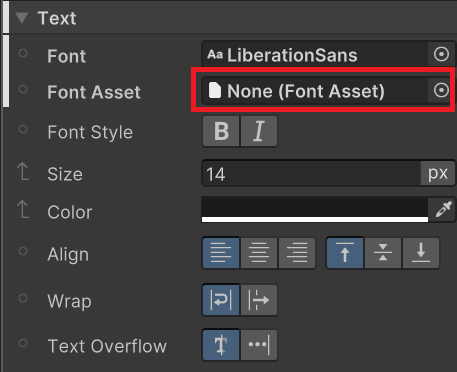 Text
Font Aa LiberationSans
Font Asset None (Font Asset)
Font Style B I
Size 14 px
Color
Align
Wrap
Text Overflow